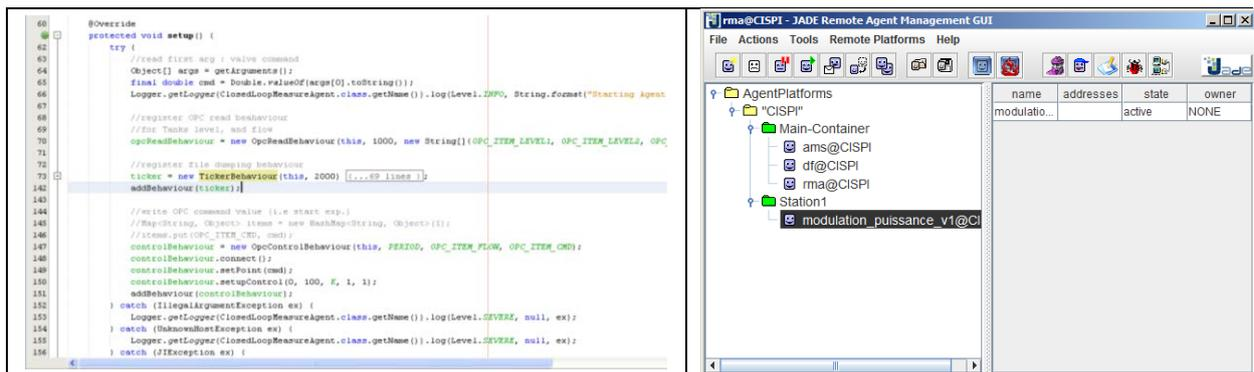 60 @Override
protected void setup() {
62 try {
63 //read first arg : valve command
64 Object[] args = getArguments();
65 final double cmd = Double.valueOf(args[0].toString());
66 Logger.getLogger(ClosedLoopMeasureAgent.class.getName()).log(Level.INFO, String.format("Starting Agent
67
68 //register OPC read beahaviour
69 //for Tanks level, and flow
70 opcReadBehaviour = new OpcReadBehaviour(this, 1000, new String[]{OPC_ITEM_LEVEL1, OPC_ITEM_LEVEL2, OPC_
71
72 //register file dumping behaviour
73 ticker = new TickerBehaviour(this, 2000) {...69 lines };
142 addBehaviour(ticker);
143
144 //write OPC command value (i.e start exp.)
145 //Map<String, Object> items = new HashMap<String, Object>(1);
146 //items.put(OPC_ITEM_CMD, cmd);
147 controlBehaviour = new OpcControlBehaviour(this, PERIOD, OPC_ITEM_FLOW, OPC_ITEM_CMD);
148 controlBehaviour.connect();
149 controlBehaviour.setPoint(cmd);
150 controlBehaviour.setupControl(0, 100, K, 1, 1);
151 addBehaviour(controlBehaviour);
152 } catch (IllegalArgumentException ex) {
153 Logger.getLogger(ClosedLoopMeasureAgent.class.getName()).log(Level.SEVERE, null, ex);
154 } catch (UnknownHostException ex) {
155 Logger.getLogger(ClosedLoopMeasureAgent.class.getName()).log(Level.SEVERE, null, ex);
156 } catch (JIException ex) {
rma@CISPI - JADE Remote Agent Management GUI
File Actions Tools Remote Platforms Help
Jade
AgentPlatforms
"CISPI"
Main-Container
ams@CISPI
df@CISPI
rma@CISPI
Station1
modulation_puissance_v1@CI
name addresses state owner
modulatio... active NONE